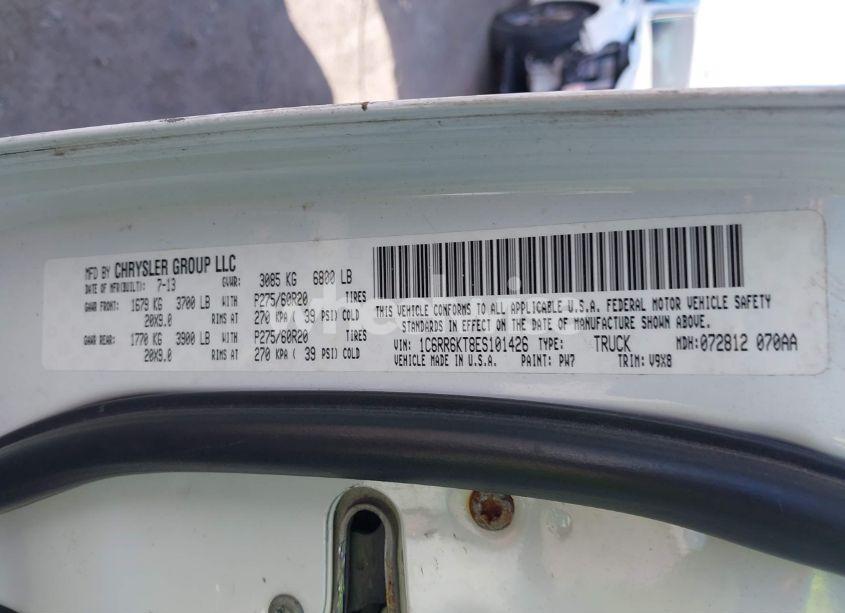 MFD BY CHRYSLER GROUP LLC
DATE OF MFR(BUILT): 7-13 GVWR: 3085 KG 6800 LB
GAWR FRONT: 1679 KG 3700 LB WITH P275/60R20 TIRES
20X9.0 RIMS AT 270 KPA ( 39 PSI) COLD
GAWR REAR: 1770 KG 3900 LB WITH P275/60R20 TIRES
20X9.0 RIMS AT 270 KPA ( 39 PSI) COLD
THIS VEHICLE CONFORMS TO ALL APPLICABLE U.S.A. FEDERAL MOTOR VEHICLE SAFETY
STANDARDS IN EFFECT ON THE DATE OF MANUFACTURE SHOWN ABOVE.
VIN: 1C6RR6KT8ES101426 TYPE: TRUCK MDH: 072812 070AA
VEHICLE MADE IN U.S.A. PAINT: PW7 TRIM: V9X8